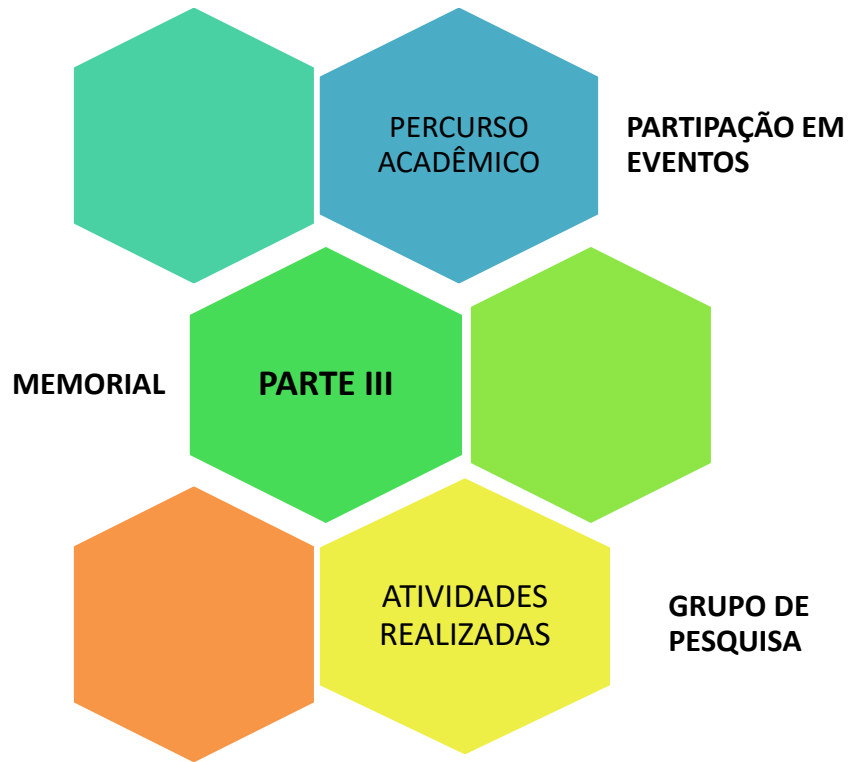 PERCURSO
ACADÊMICO
PARTIPAÇÃO EM
EVENTOS
MEMORIAL
PARTE III
ATIVIDADES
REALIZADAS
GRUPO DE
PESQUISA